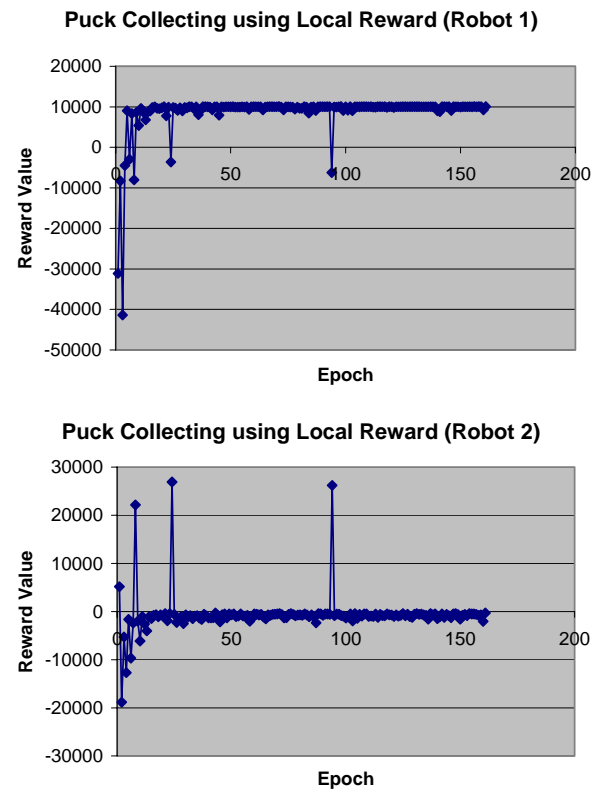 Puck Collecting using Local Reward (Robot 1)
20000
10000
0
-10000
-20000
-30000
-40000
-50000
0 50 100 150 200
Reward Value
Epoch
Puck Collecting using Local Reward (Robot 2)
30000
20000
10000
0
-10000
-20000
-30000
0 50 100 150 200
Reward Value
Epoch